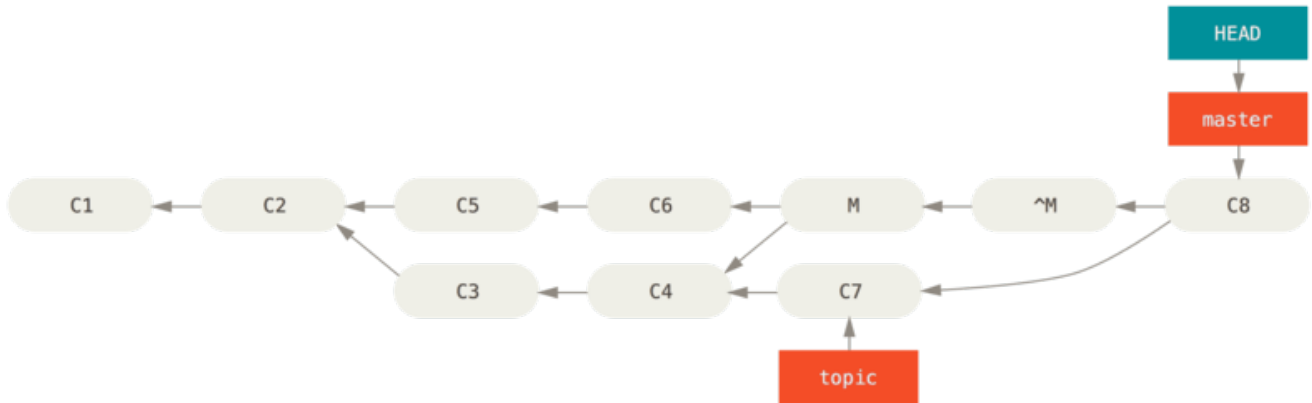 HEAD
master
C1 C2 C5 C6 M ^M C8
C3 C4 C7
topic